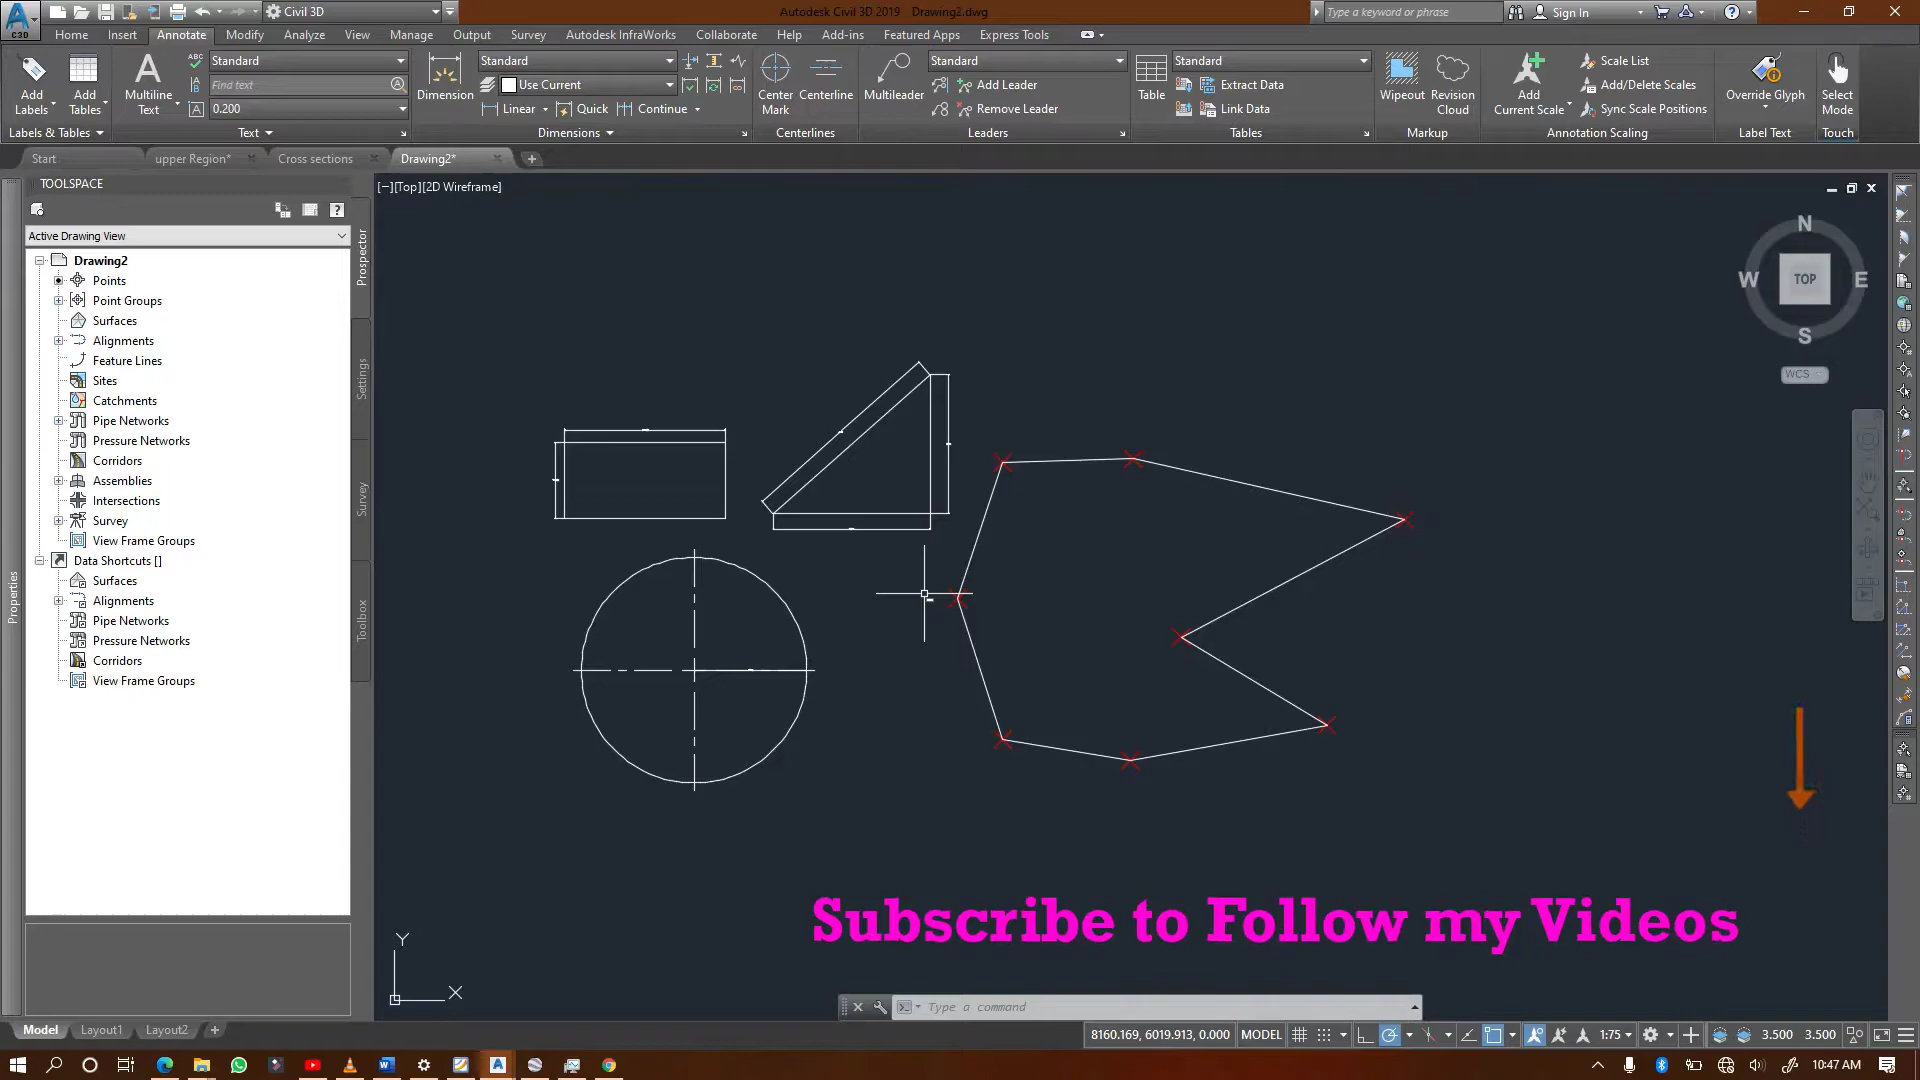 C3D
Civil 3D
Autodesk Civil 3D 2019 Drawing2.dwg
Type a keyword or phrase
Sign In
Home Insert Annotate Modify Analyze View Manage Output Survey Autodesk InfraWorks Collaborate Help Add-ins Featured Apps Express Tools
Add Labels
Add Tables
Labels & Tables
Multiline Text
ABC
Standard
Find text
0.200
Text
Dimension
Standard
Use Current
Linear
Quick
Continue
Dimensions
Center Mark
Centerline
Centerlines
Multileader
Standard
Add Leader
Remove Leader
Leaders
Table
Standard
Extract Data
Link Data
Tables
Wipeout
Revision Cloud
Markup
Add Current Scale
Scale List
Add/Delete Scales
Sync Scale Positions
Annotation Scaling
Override Glyph
Label Text
Select Mode
Touch
Start
upper Region*
Cross sections
Drawing2*
TOOLSPACE
Active Drawing View
Drawing2
Points
Point Groups
Surfaces
Alignments
Feature Lines
Sites
Catchments
Pipe Networks
Pressure Networks
Corridors
Assemblies
Intersections
Survey
View Frame Groups
Data Shortcuts []
Surfaces
Alignments
Pipe Networks
Pressure Networks
Corridors
View Frame Groups
Prospector
Settings
Survey
Toolbox
Properties
[−][Top][2D Wireframe]
N
W
TOP
E
S
WCS
Y
X
Subscribe to Follow my Videos
Type a command
Model
Layout1
Layout2
8160.169, 6019.913, 0.000
MODEL
1:75
3.500
3.500
10:47 AM